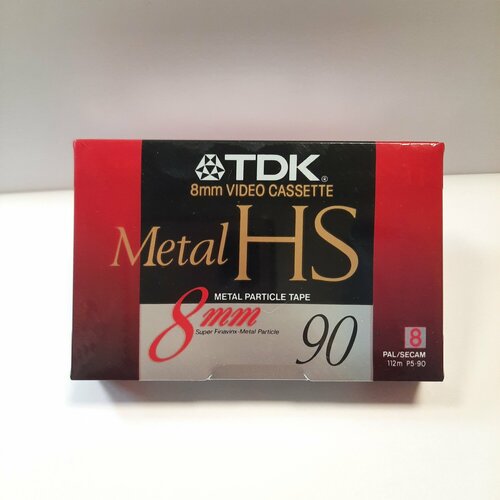 TDK®
8mm VIDEO CASSETTE
Metal HS
METAL PARTICLE TAPE
8mm
Super Finavinx-Metal Particle
90
8
PAL/SECAM
112m P5-90